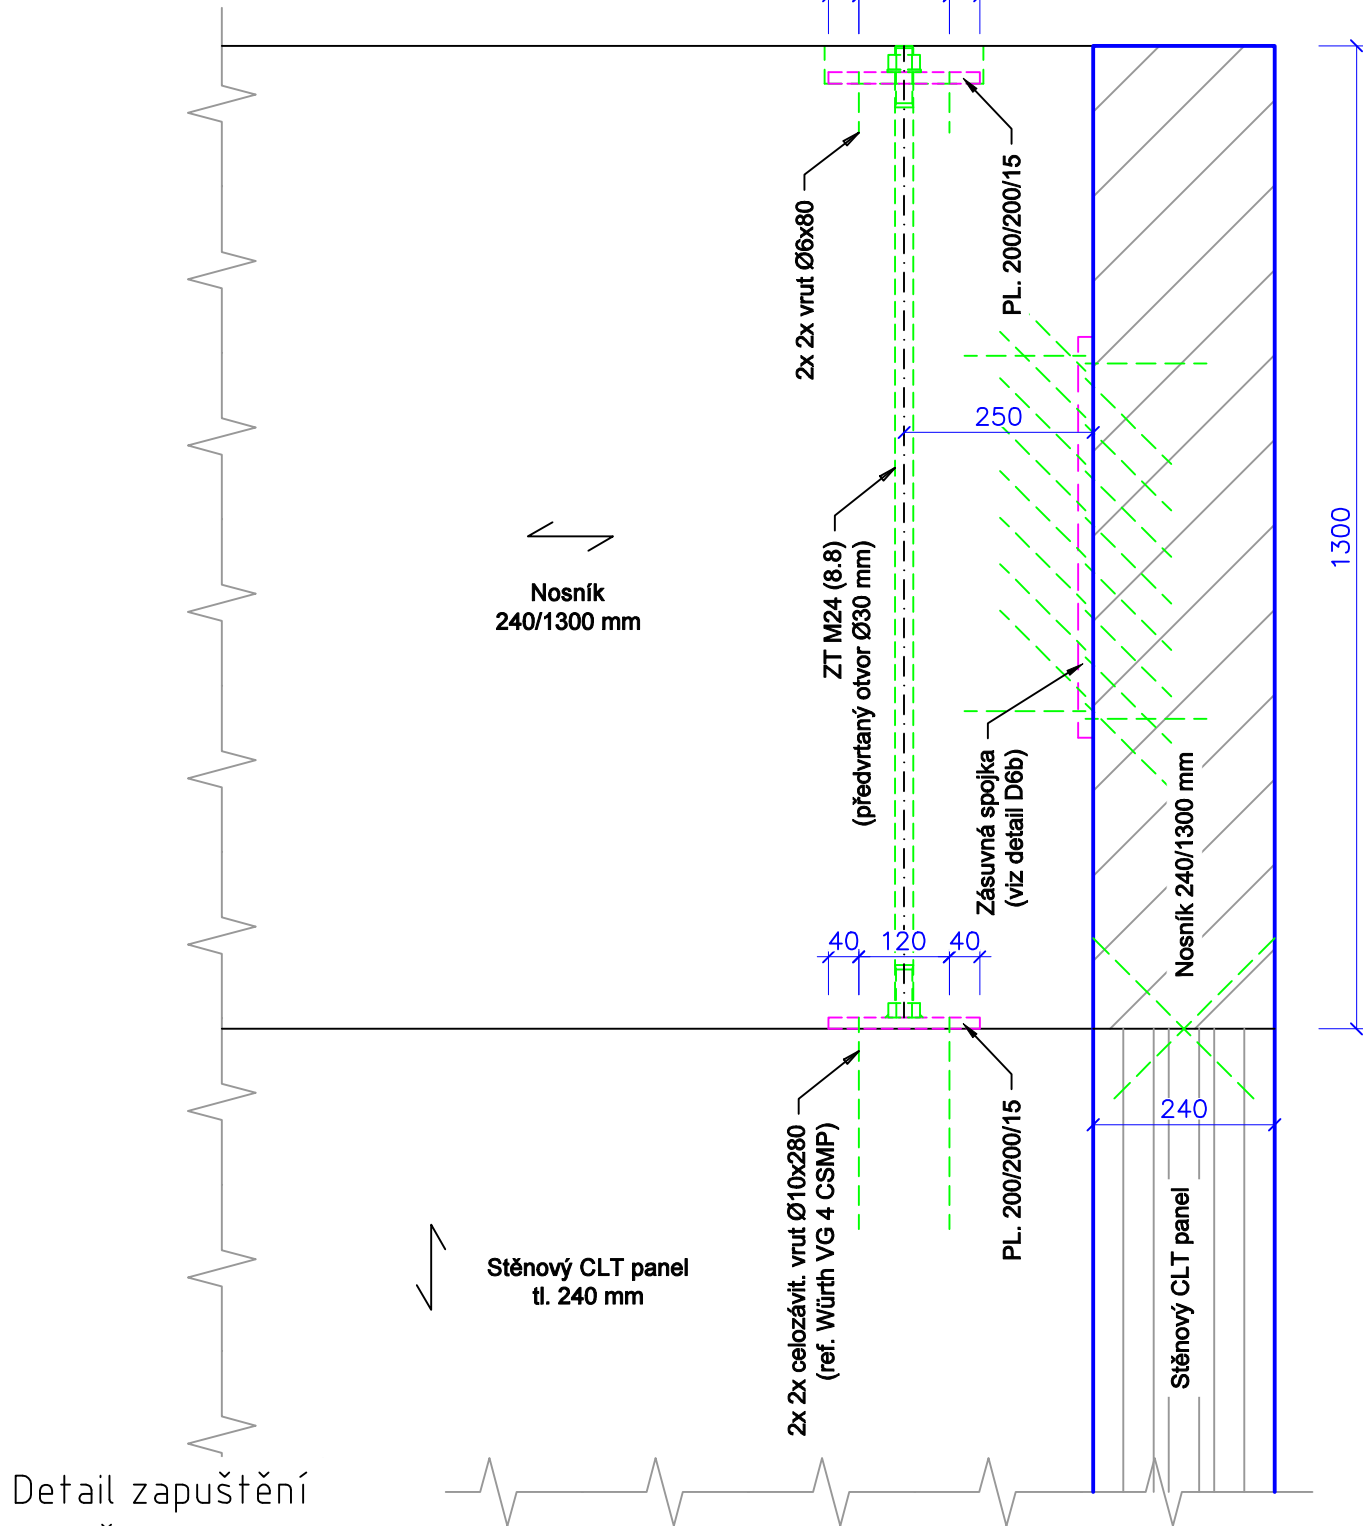 2x 2x vrut Ø6x80
PL. 200/200/15
250
1300
ZT M24 (8.8)
(předvrtaný otvor Ø30 mm)
Nosník
240/1300 mm
Zásuvná spojka
(viz detail D6b)
Nosník 240/1300 mm
40
120
40
240
2x 2x celozávit. vrut Ø10x280
(ref. Würth VG 4 CSMP)
PL. 200/200/15
Stěnový CLT panel
tl. 240 mm
Stěnový CLT panel
Detail zapuštění